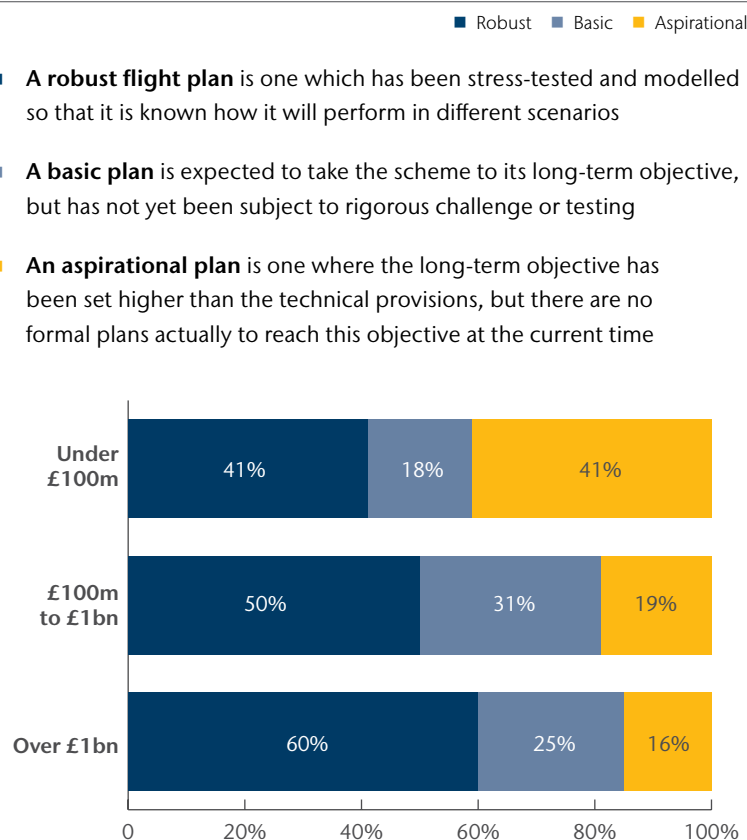 Robust Basic Aspirational
A robust flight plan is one which has been stress-tested and modelled
so that it is known how it will perform in different scenarios
A basic plan is expected to take the scheme to its long-term objective,
but has not yet been subject to rigorous challenge or testing
An aspirational plan is one where the long-term objective has
been set higher than the technical provisions, but there are no
formal plans actually to reach this objective at the current time
Under
£100m
41% 18% 41%
£100m
to £1bn
50% 31% 19%
Over £1bn
60% 25% 16%
0 20% 40% 60% 80% 100%